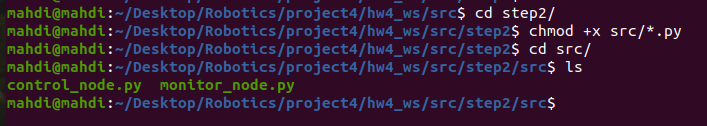 mahdi@mahdi:~/Desktop/Robotics/project4/hw4_ws/src$ cd step2/
mahdi@mahdi:~/Desktop/Robotics/project4/hw4_ws/src/step2$ chmod +x src/*.py
mahdi@mahdi:~/Desktop/Robotics/project4/hw4_ws/src/step2$ cd src/
mahdi@mahdi:~/Desktop/Robotics/project4/hw4_ws/src/step2/src$ ls
control_node.py  monitor_node.py
mahdi@mahdi:~/Desktop/Robotics/project4/hw4_ws/src/step2/src$